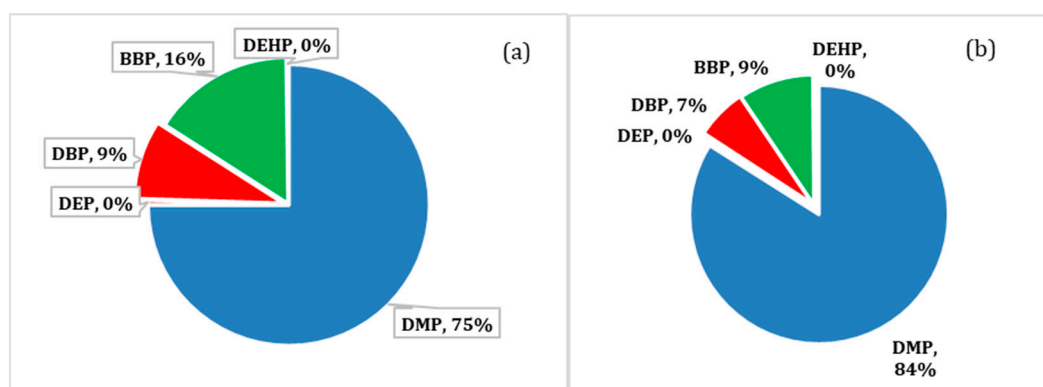 (a)
DEHP, 0%
BBP, 16%
DBP, 9%
DEP, 0%
DMP, 75%
(b)
DEHP,
0%
BBP, 9%
DBP, 7%
DEP, 0%
DMP,
84%